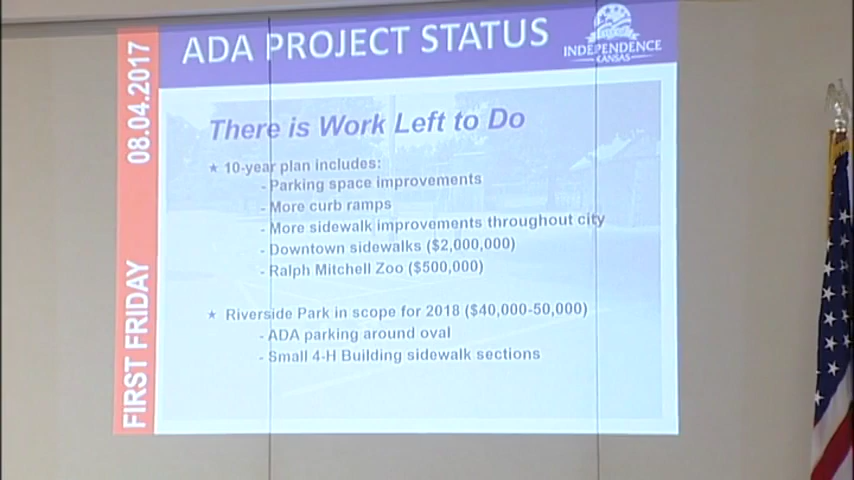 ADA PROJECT STATUS
INDEPENDENCE
KANSAS
FIRST FRIDAY 08.04.2017
There is Work Left to Do
★ 10-year plan includes:
- Parking space improvements
- More curb ramps
- More sidewalk improvements throughout city
- Downtown sidewalks ($2,000,000)
- Ralph Mitchell Zoo ($500,000)
★ Riverside Park in scope for 2018 ($40,000-50,000)
- ADA parking around oval
- Small 4-H Building sidewalk sections